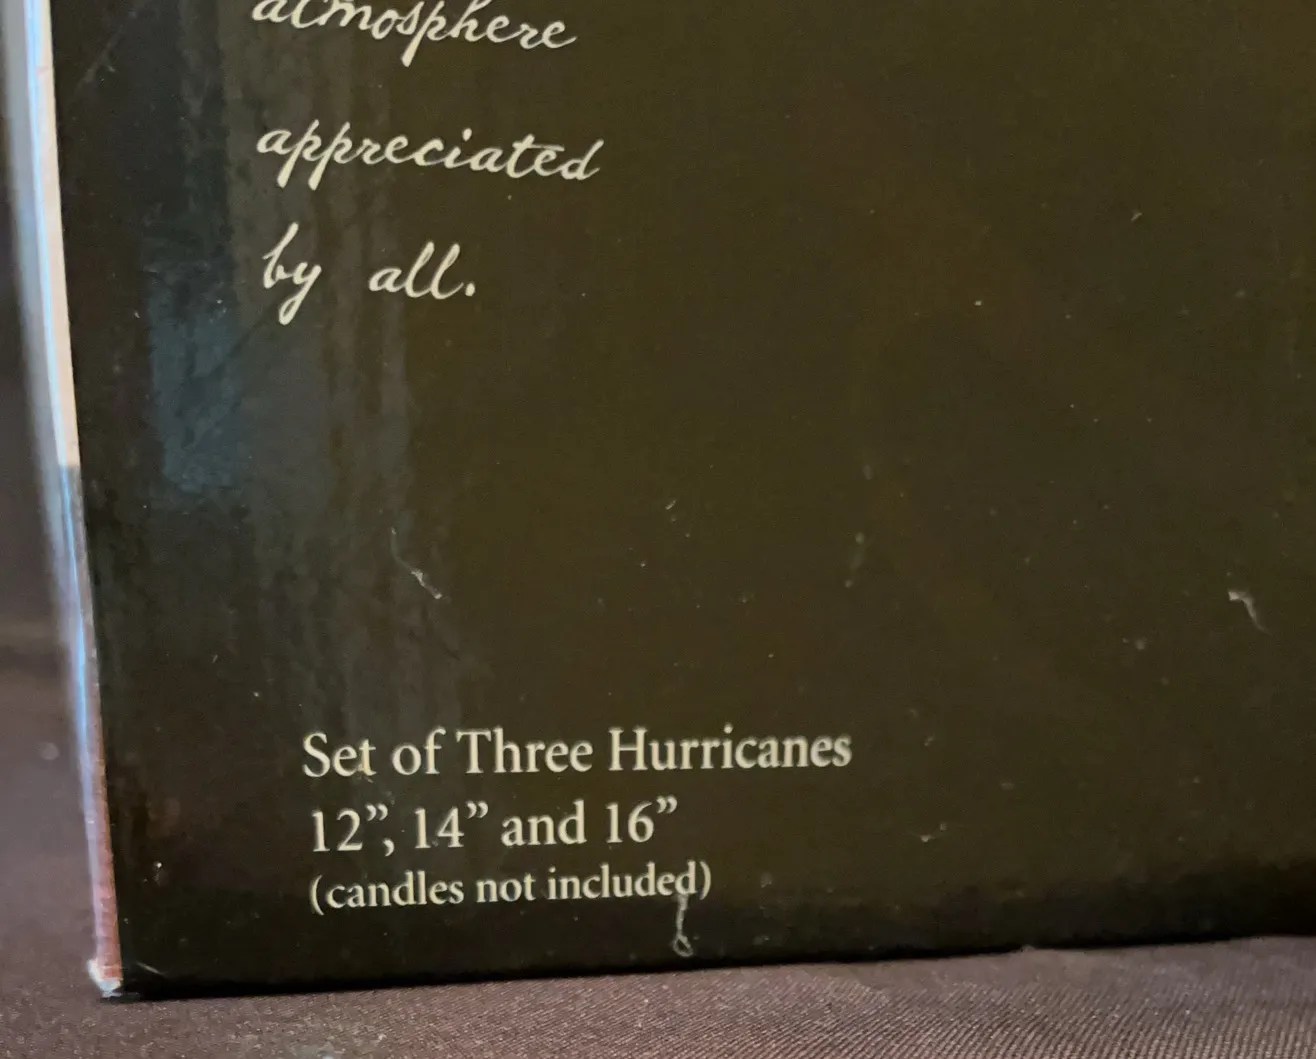 atmosphere
appreciated
by all.
Set of Three Hurricanes
12”, 14” and 16”
(candles not included)